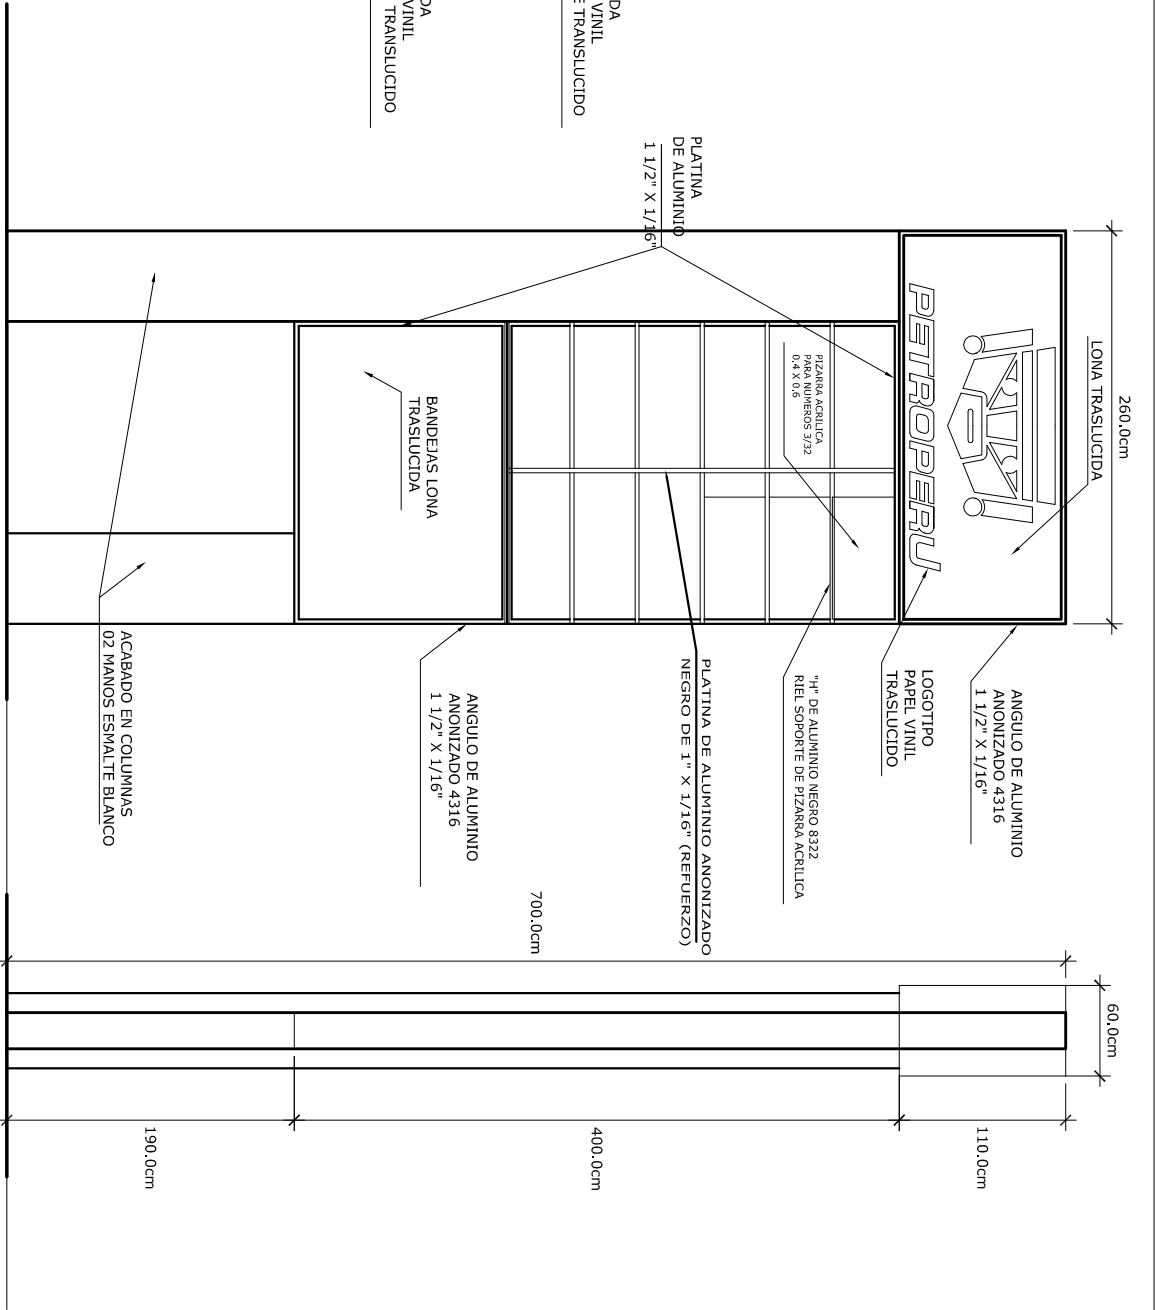 DA
VINIL
TRANSLUCIDO
DA
VINIL
E TRANSLUCIDO
PLATINA
DE ALUMINIO
1 1/2" X 1/16"
260.0cm
LONA TRASLUCIDA
PETROPERU
PIZARRA ACRILICA
PARA NUMEROS 3/32
0.4 X 0.6
BANDEJAS LONA
TRASLUCIDA
ANGULO DE ALUMINIO
ANONIZADO 4316
1 1/2" X 1/16"
LOGOTIPO
PAPEL VINIL
TRASLUCIDO
"H" DE ALUMINIO NEGRO 8322
RIEL SOPORTE DE PIZARRA ACRILICA
PLATINA DE ALUMINIO ANONIZADO
NEGRO DE 1" X 1/16" (REFUERZO)
ANGULO DE ALUMINIO
ANONIZADO 4316
1 1/2" X 1/16"
ACABADO EN COLUMNAS
02 MANOS ESMALTE BLANCO
700.0cm
60.0cm
110.0cm
400.0cm
190.0cm